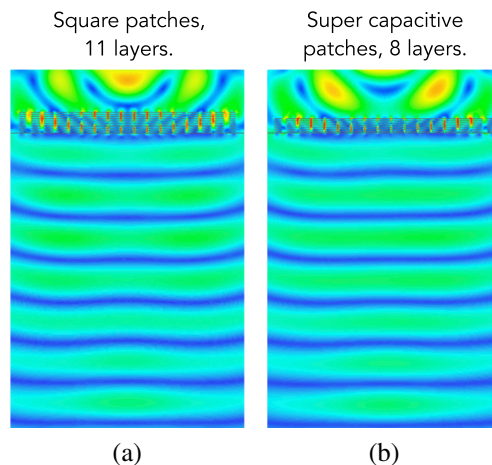 Square patches,
11 layers.
Super capacitive
patches, 8 layers.
(a)
(b)